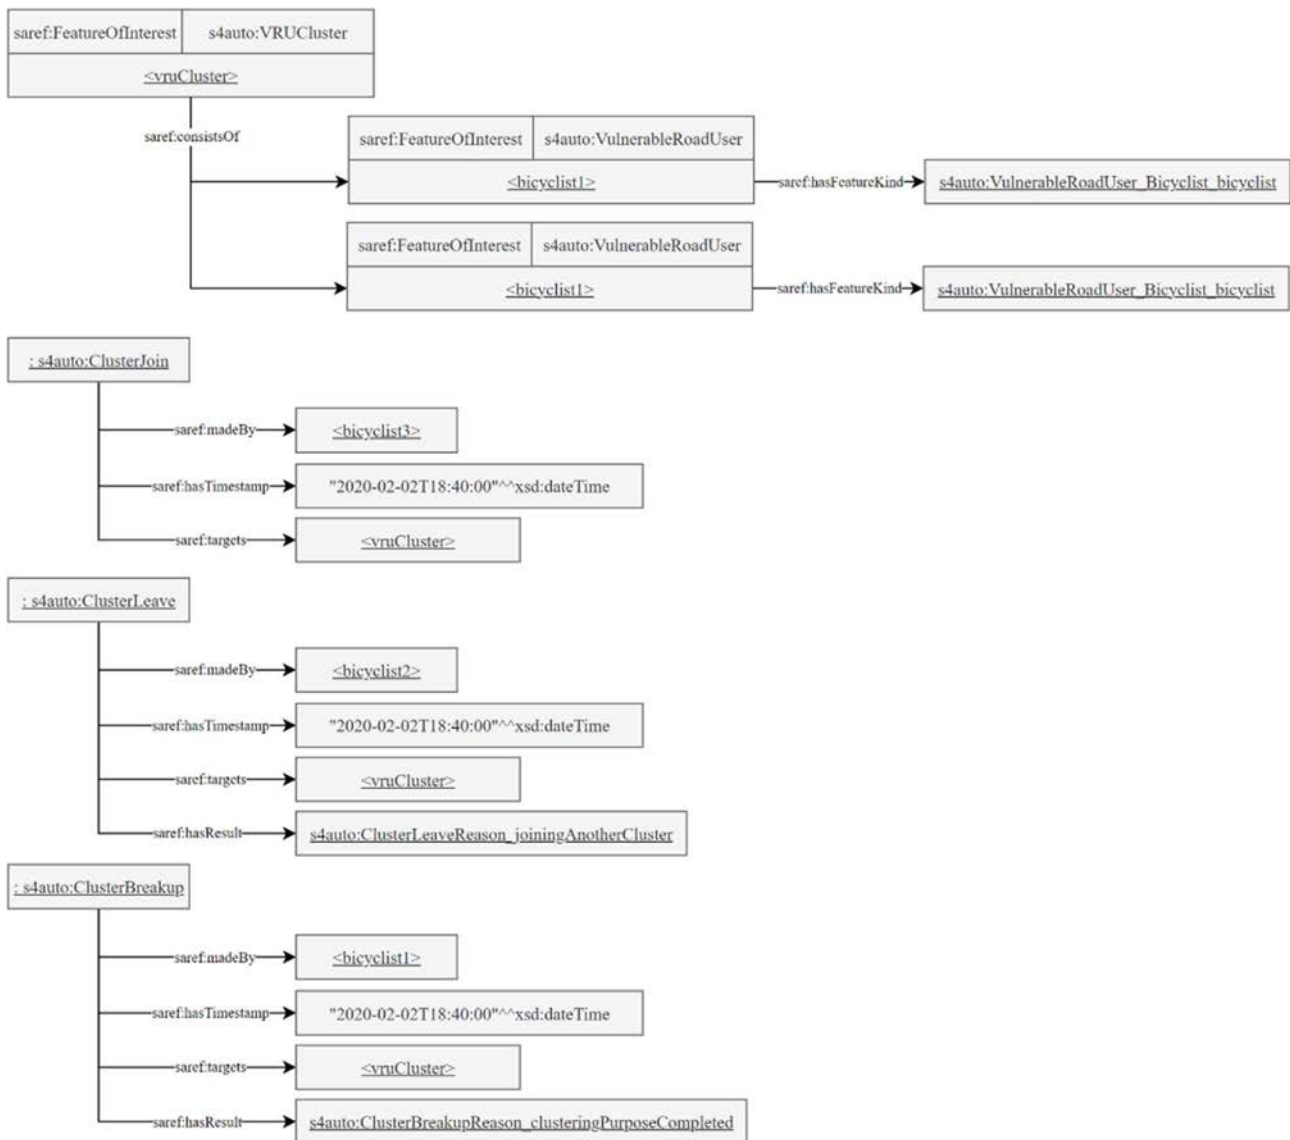 saref:FeatureOfInterest s4auto:VRUCluster
<vruCluster>
saref:consistsOf
saref:FeatureOfInterest s4auto:VulnerableRoadUser
<bicyclist1> saref:hasFeatureKind s4auto:VulnerableRoadUser_Bicyclist_bicyclist
saref:FeatureOfInterest s4auto:VulnerableRoadUser
<bicyclist1> saref:hasFeatureKind s4auto:VulnerableRoadUser_Bicyclist_bicyclist
: s4auto:ClusterJoin
saref:madeBy <bicyclist3>
saref:hasTimestamp "2020-02-02T18:40:00"^^xsd:dateTime
saref:targets <vruCluster>
: s4auto:ClusterLeave
saref:madeBy <bicyclist2>
saref:hasTimestamp "2020-02-02T18:40:00"^^xsd:dateTime
saref:targets <vruCluster>
saref:hasResult s4auto:ClusterLeaveReason_joiningAnotherCluster
: s4auto:ClusterBreakup
saref:madeBy <bicyclist1>
saref:hasTimestamp "2020-02-02T18:40:00"^^xsd:dateTime
saref:targets <vruCluster>
saref:hasResult s4auto:ClusterBreakupReason_clusteringPurposeCompleted